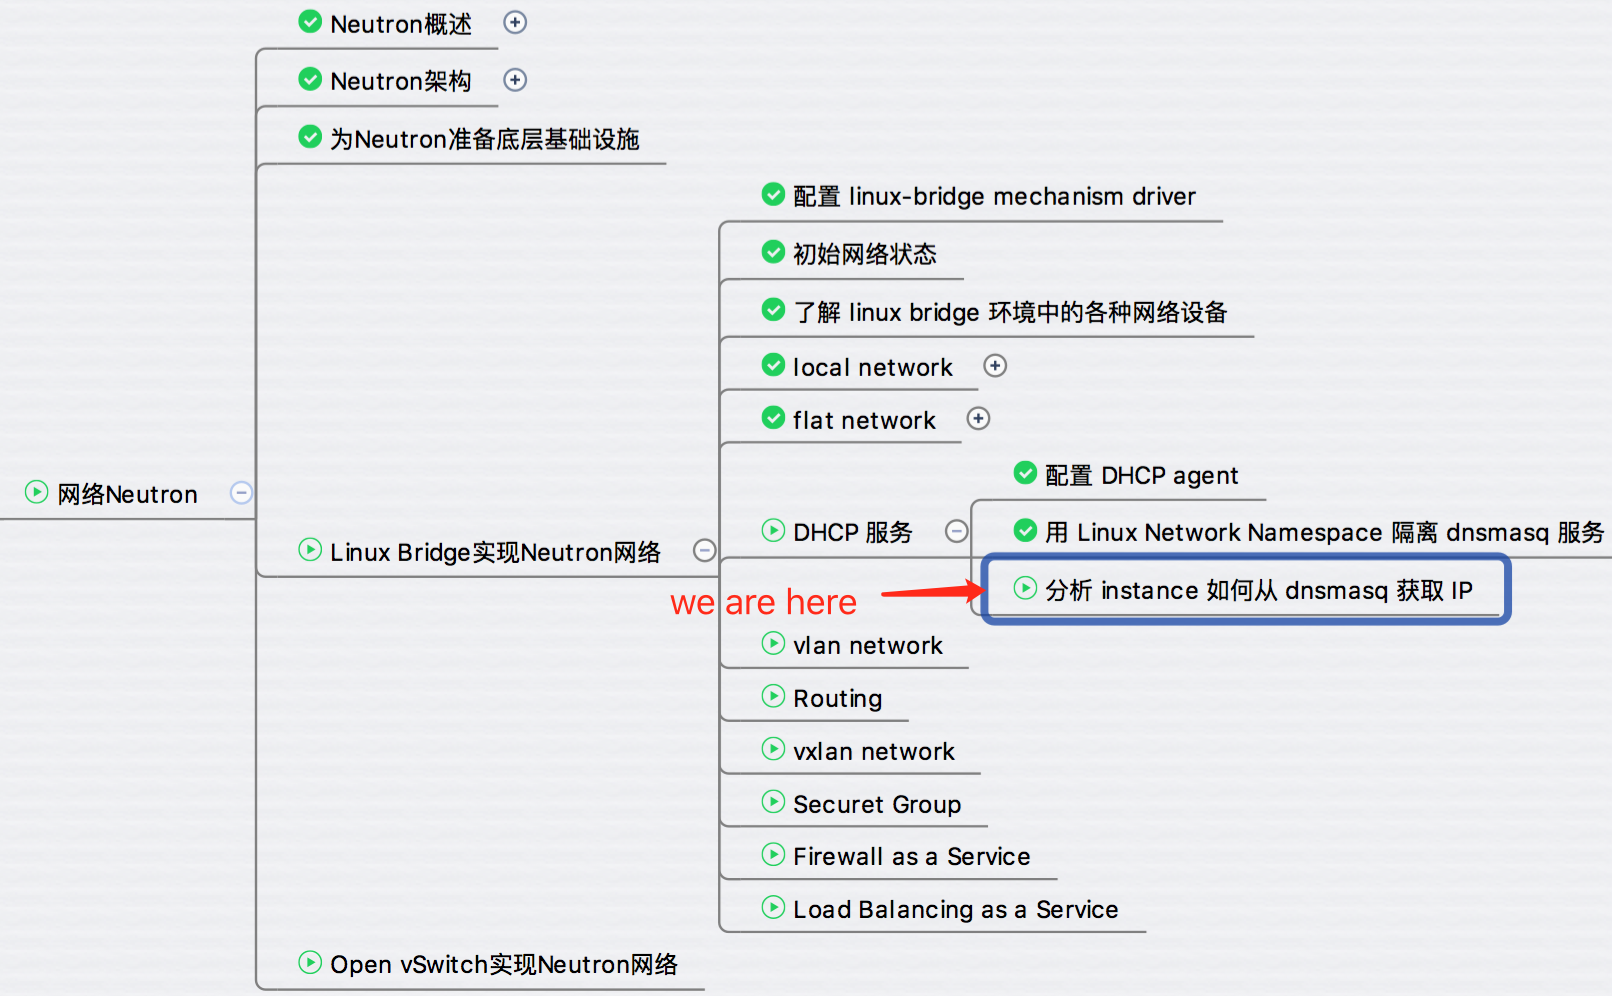 Neutron概述
Neutron架构
为Neutron准备底层基础设施
配置 linux-bridge mechanism driver
初始网络状态
了解 linux bridge 环境中的各种网络设备
local network
flat network
配置 DHCP agent
网络Neutron
DHCP 服务
用 Linux Network Namespace 隔离 dnsmasq 服务
Linux Bridge实现Neutron网络
we are here
分析 instance 如何从 dnsmasq 获取 IP
vlan network
Routing
vxlan network
Securet Group
Firewall as a Service
Load Balancing as a Service
Open vSwitch实现Neutron网络